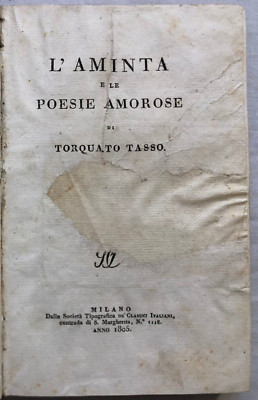 L'AMINTA
E LE
POESIE AMOROSE
DI
TORQUATO TASSO.
MILANO
Dalla Società Tipografica DE' CLASSICI ITALIANI,
contrada di S. Margherita, N.º 1118.
ANNO 1805.